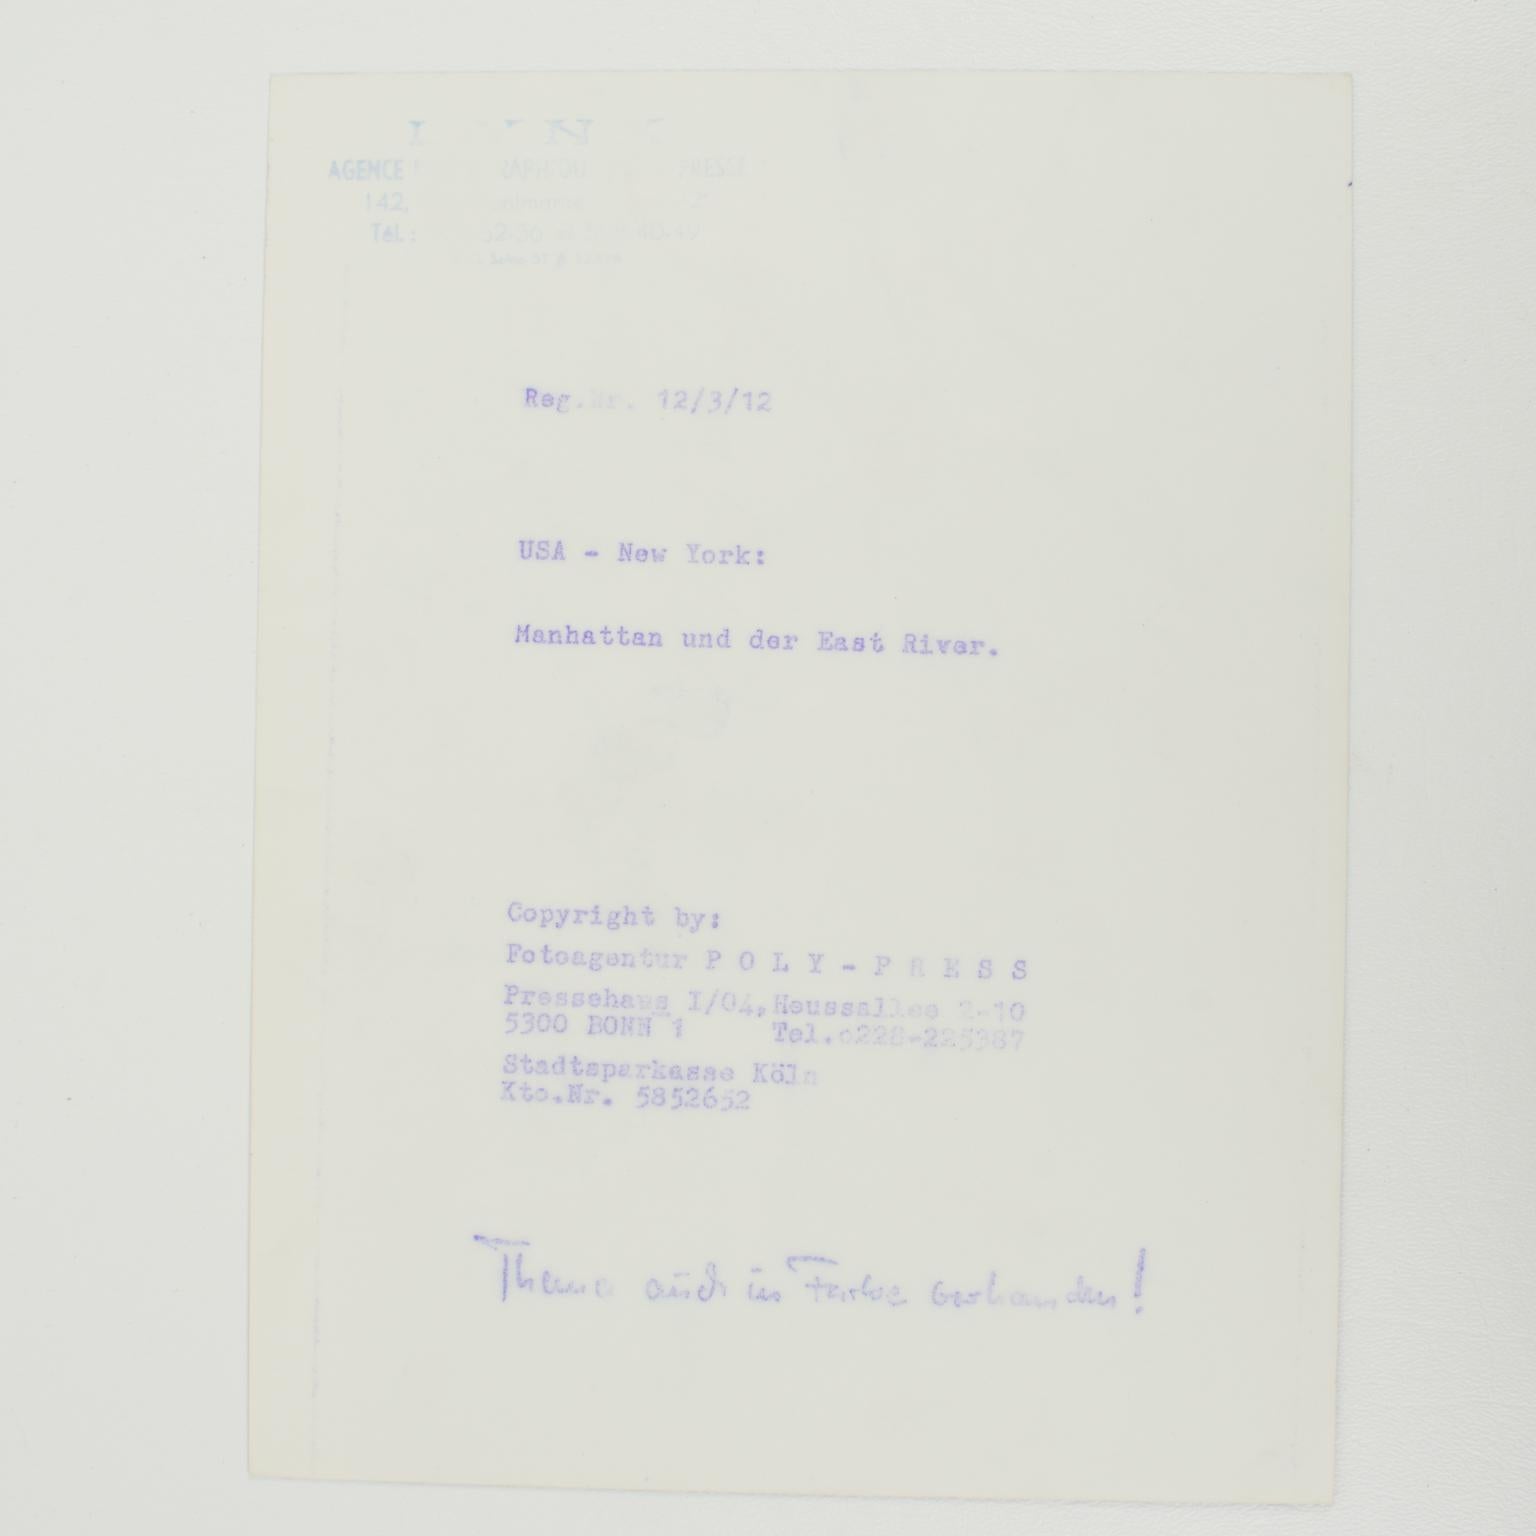 AGENCE PRESSE
142,
Tél. :
Reg.Nr. 12/3/12
USA - New York:
Manhattan und der East River.
Copyright by:
Fotoagentur P O L Y - P R E S S
Pressehaus I/04, Heussallee 2-10
5300 BONN 1 Tel.0228-225387
Stadtsparkasse Köln
Kto.Nr. 5852652
Thema auch in Farbe vorhanden!